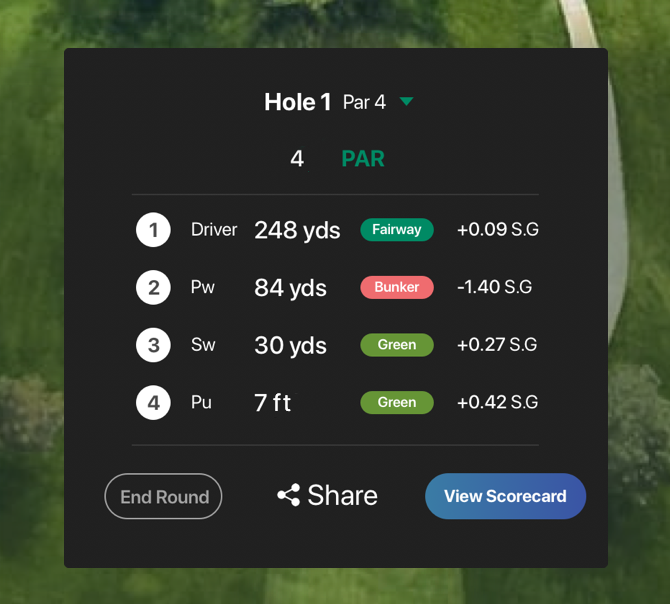 Hole 1 Par 4
4 PAR
1 Driver 248 yds Fairway +0.09 S.G
2 Pw 84 yds Bunker -1.40 S.G
3 Sw 30 yds Green +0.27 S.G
4 Pu 7 ft Green +0.42 S.G
End Round Share View Scorecard